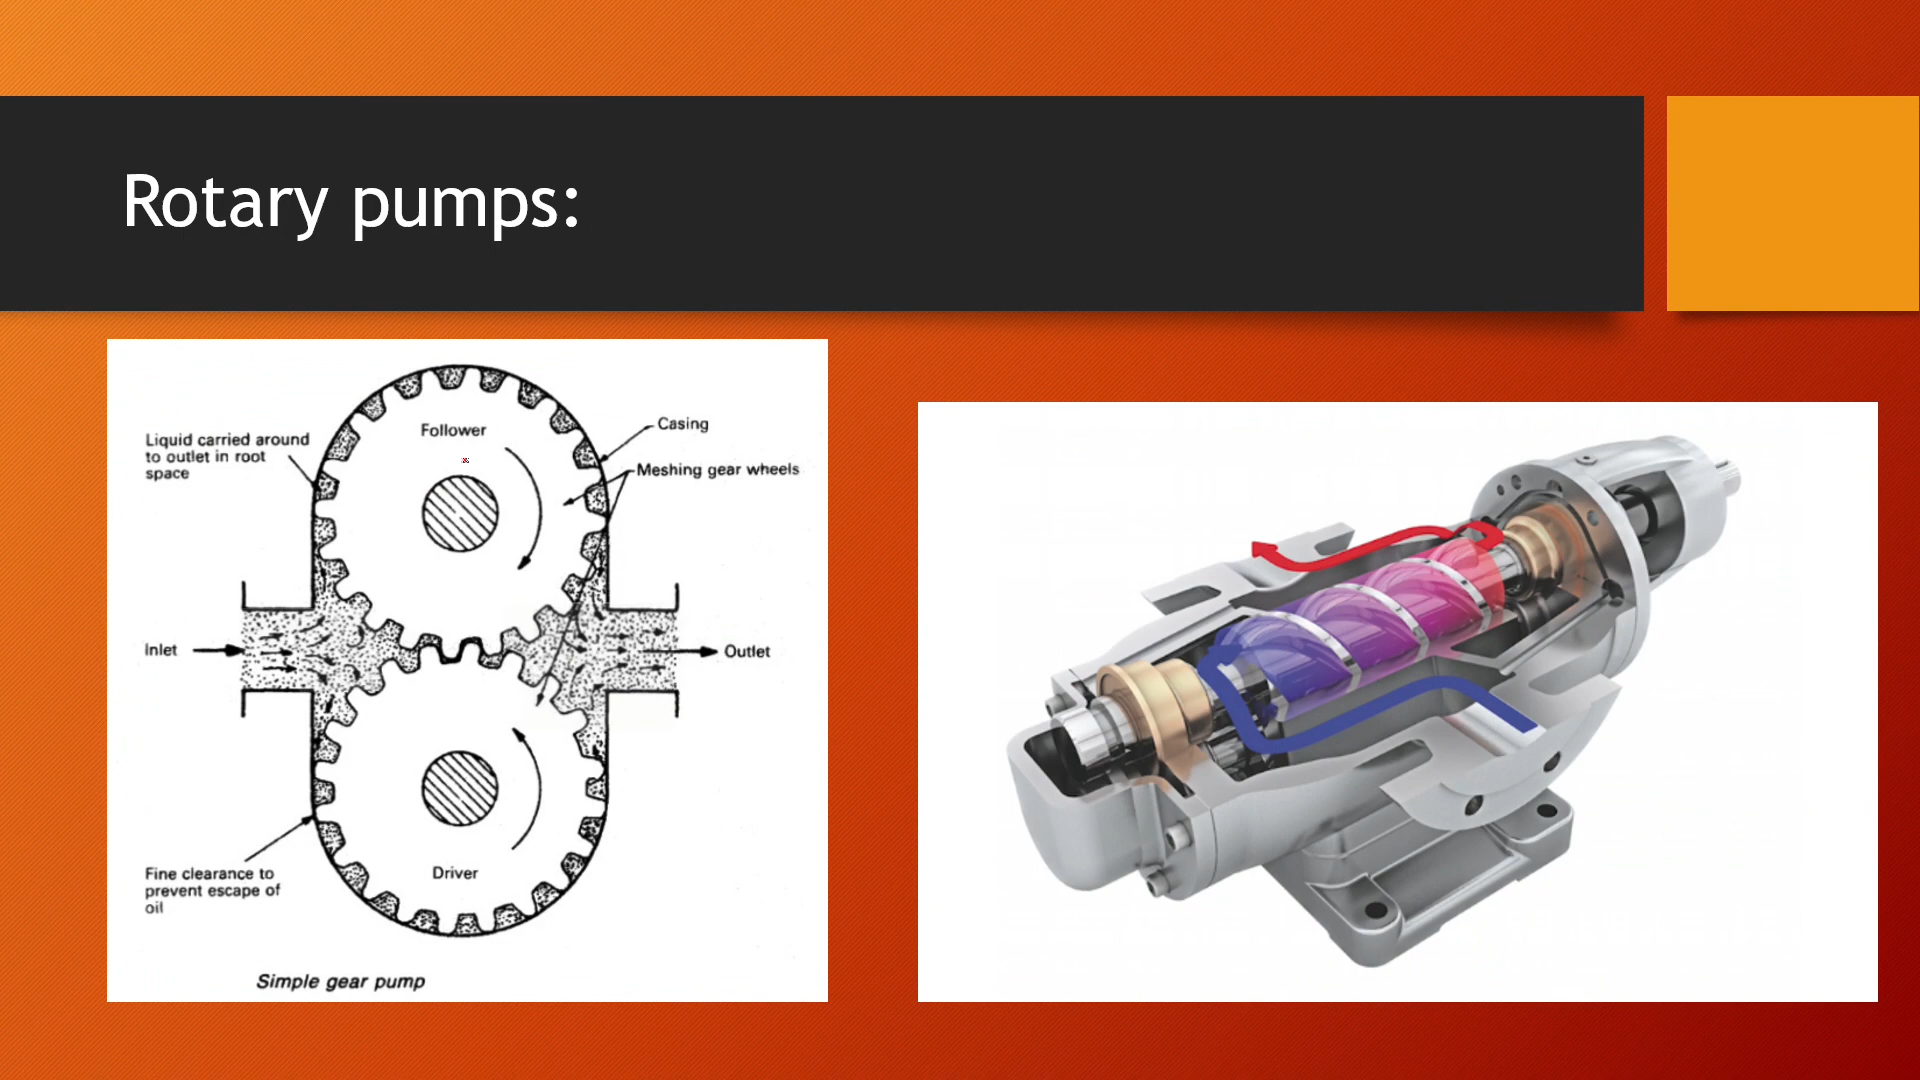 Rotary pumps:
Liquid carried around
to outlet in root
space
Follower
Casing
Meshing gear wheels
Inlet
Outlet
Fine clearance to
prevent escape of
oil
Driver
Simple gear pump